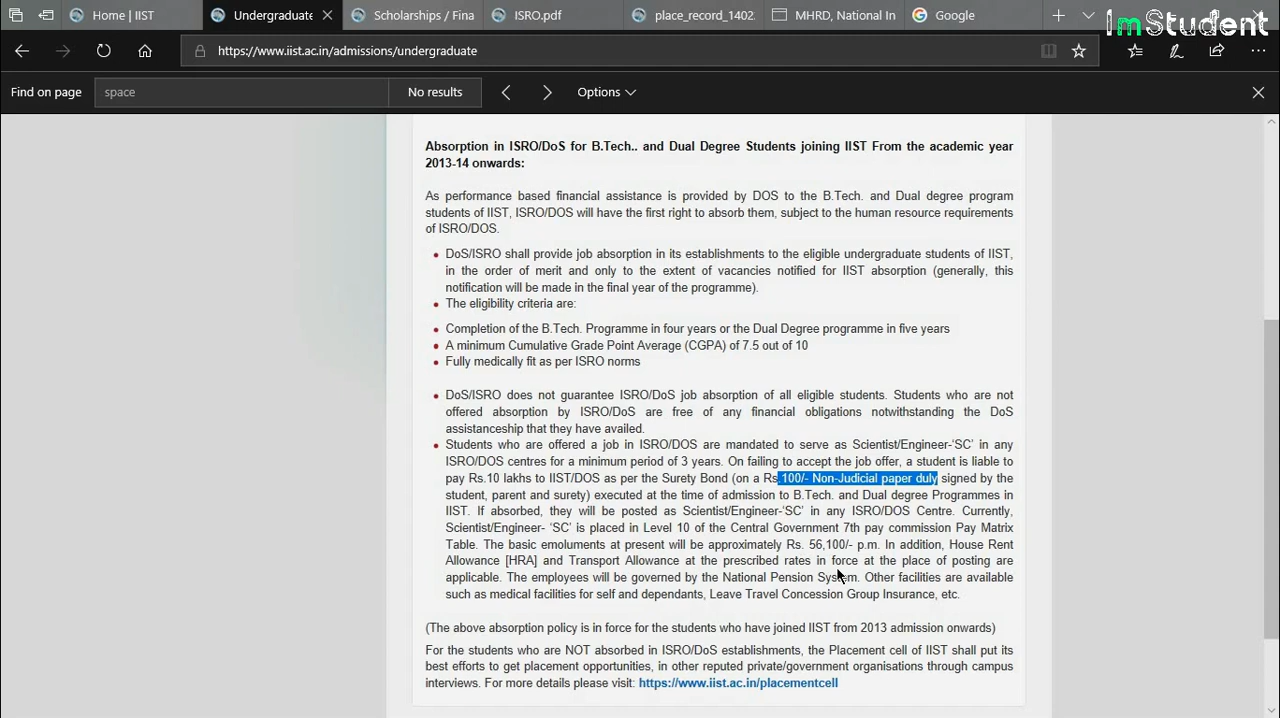 Home | IIST
Undergraduate
Scholarships / Fina
ISRO.pdf
place_record_1402.
MHRD, National In
Google
ImStudent
https://www.iist.ac.in/admissions/undergraduate
Find on page
space
No results
Options
Absorption in ISRO/DoS for B.Tech.. and Dual Degree Students joining IIST From the academic year
2013-14 onwards:
As performance based financial assistance is provided by DOS to the B.Tech. and Dual degree program
students of IIST, ISRO/DOS will have the first right to absorb them, subject to the human resource requirements
of ISRO/DOS.
DoS/ISRO shall provide job absorption in its establishments to the eligible undergraduate students of IIST,
in the order of merit and only to the extent of vacancies notified for IIST absorption (generally, this
notification will be made in the final year of the programme).
The eligibility criteria are:
Completion of the B.Tech. Programme in four years or the Dual Degree programme in five years
A minimum Cumulative Grade Point Average (CGPA) of 7.5 out of 10
Fully medically fit as per ISRO norms
DoS/ISRO does not guarantee ISRO/DoS job absorption of all eligible students. Students who are not
offered absorption by ISRO/DoS are free of any financial obligations notwithstanding the DoS
assistanceship that they have availed.
Students who are offered a job in ISRO/DOS are mandated to serve as Scientist/Engineer-'SC' in any
ISRO/DOS centres for a minimum period of 3 years. On failing to accept the job offer, a student is liable to
pay Rs.10 lakhs to IIST/DOS as per the Surety Bond (on a Rs.100/- Non-Judicial paper duly signed by the
student, parent and surety) executed at the time of admission to B.Tech. and Dual degree Programmes in
IIST. If absorbed, they will be posted as Scientist/Engineer-'SC' in any ISRO/DOS Centre. Currently,
Scientist/Engineer- 'SC' is placed in Level 10 of the Central Government 7th pay commission Pay Matrix
Table. The basic emoluments at present will be approximately Rs. 56,100/- p.m. In addition, House Rent
Allowance [HRA] and Transport Allowance at the prescribed rates in force at the place of posting are
applicable. The employees will be governed by the National Pension System. Other facilities are available
such as medical facilities for self and dependants, Leave Travel Concession Group Insurance, etc.
(The above absorption policy is in force for the students who have joined IIST from 2013 admission onwards)
For the students who are NOT absorbed in ISRO/DoS establishments, the Placement cell of IIST shall put its
best efforts to get placement opportunities, in other reputed private/government organisations through campus
interviews. For more details please visit: https://www.iist.ac.in/placementcell